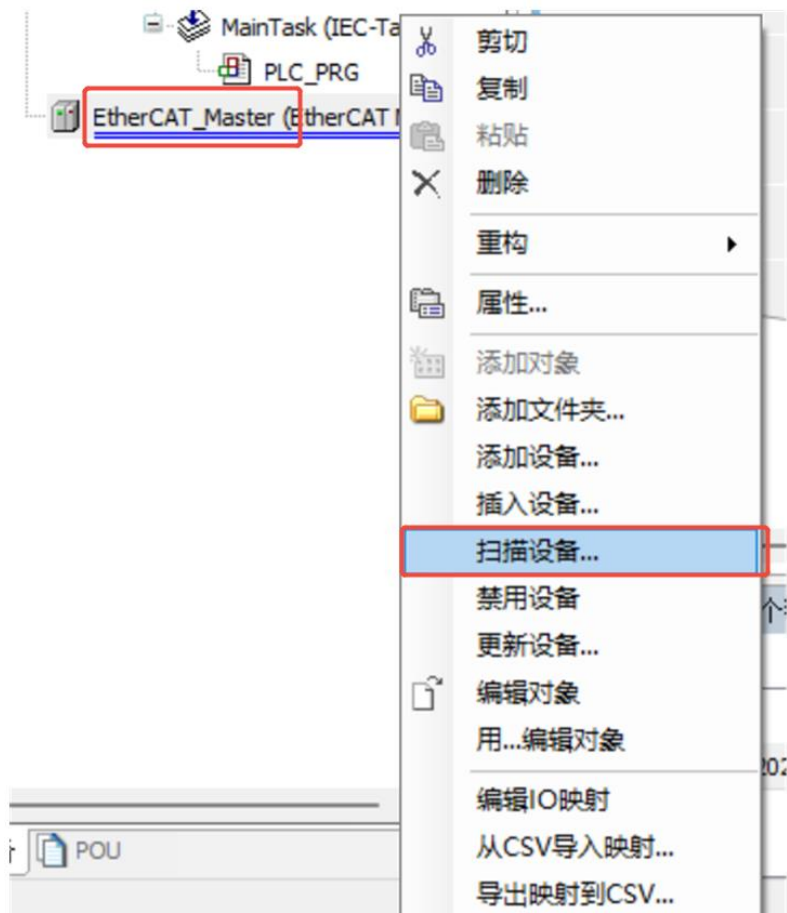 MainTask (IEC-Ta
PLC_PRG
EtherCAT_Master (EtherCAT
剪切
复制
粘贴
删除
重构
属性...
添加对象
添加文件夹...
添加设备...
插入设备...
扫描设备...
禁用设备
更新设备...
编辑对象
用...编辑对象
编辑IO映射
从CSV导入映射...
导出映射到CSV...
POU
个
202